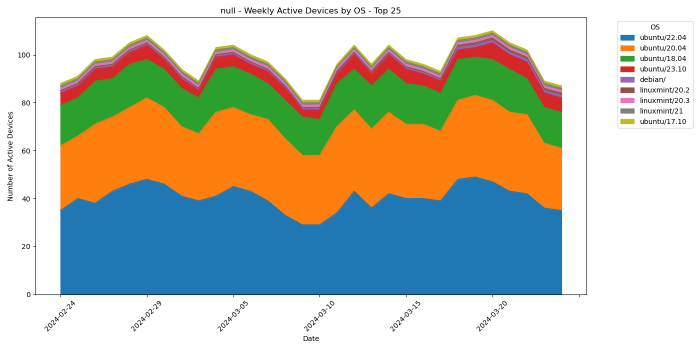 null - Weekly Active Devices by OS - Top 25
OS
ubuntu/22.04
ubuntu/20.04
ubuntu/18.04
ubuntu/23.10
debian/
linuxmint/20.2
linuxmint/20.3
linuxmint/21
ubuntu/17.10
Number of Active Devices
100
80
60
40
20
0
2024-02-24
2024-02-29
2024-03-05
2024-03-10
2024-03-15
2024-03-20
Date